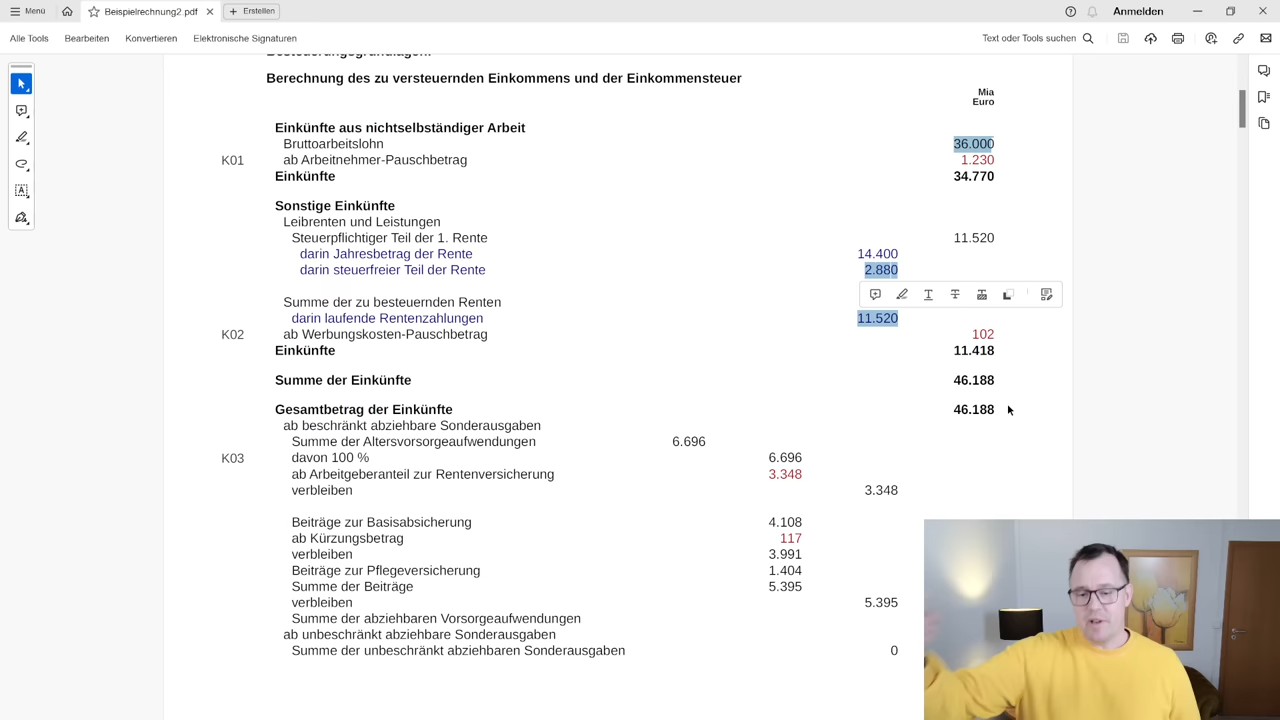 Menü
Beispielrechnung2.pdf
Erstellen
Anmelden
Alle Tools Bearbeiten Konvertieren Elektronische Signaturen Text oder Tools suchen
Besteuerungsgrundlagen:
Berechnung des zu versteuernden Einkommens und der Einkommensteuer
Mia
Euro
Einkünfte aus nichtselbständiger Arbeit
Bruttoarbeitslohn 36.000
K01 ab Arbeitnehmer-Pauschbetrag 1.230
Einkünfte 34.770
Sonstige Einkünfte
Leibrenten und Leistungen
Steuerpflichtiger Teil der 1. Rente 11.520
darin Jahresbetrag der Rente 14.400
darin steuerfreier Teil der Rente 2.880
Summe der zu besteuernden Renten
darin laufende Rentenzahlungen 11.520
K02 ab Werbungskosten-Pauschbetrag 102
Einkünfte 11.418
Summe der Einkünfte 46.188
Gesamtbetrag der Einkünfte 46.188
ab beschränkt abziehbare Sonderausgaben
Summe der Altersvorsorgeaufwendungen 6.696
K03 davon 100 % 6.696
ab Arbeitgeberanteil zur Rentenversicherung 3.348
verbleiben 3.348
Beiträge zur Basisabsicherung 4.108
ab Kürzungsbetrag 117
verbleiben 3.991
Beiträge zur Pflegeversicherung 1.404
Summe der Beiträge 5.395
verbleiben 5.395
Summe der abziehbaren Vorsorgeaufwendungen
ab unbeschränkt abziehbare Sonderausgaben
Summe der unbeschränkt abziehbaren Sonderausgaben 0